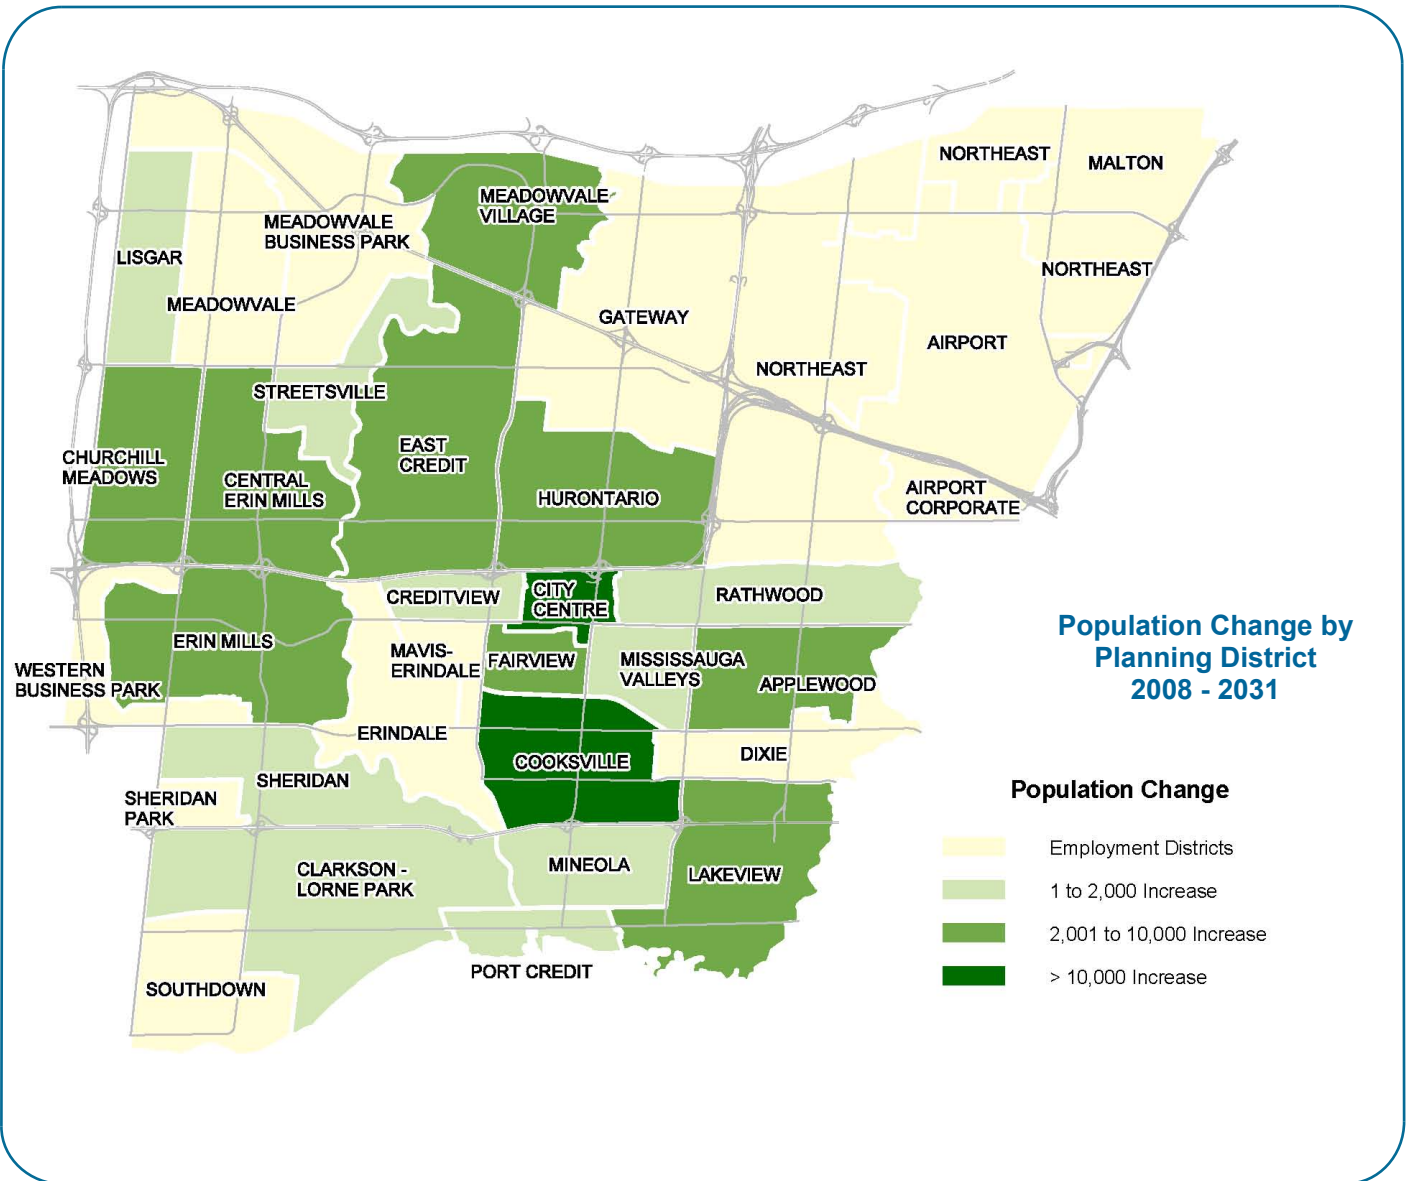 NORTHEAST
MALTON
MEADOWVALE
VILLAGE
MEADOWVALE
BUSINESS PARK
LISGAR
NORTHEAST
MEADOWVALE
GATEWAY
AIRPORT
NORTHEAST
STREETSVILLE
EAST
CREDIT
CHURCHILL
MEADOWS
CENTRAL
ERIN MILLS
HURONTARIO
AIRPORT
CORPORATE
CREDITVIEW
CITY
CENTRE
RATHWOOD
ERIN MILLS
MAVIS-
ERINDALE
FAIRVIEW
MISSISSAUGA
VALLEYS
APPLEWOOD
WESTERN
BUSINESS PARK
ERINDALE
COOKSVILLE
DIXIE
SHERIDAN
SHERIDAN
PARK
CLARKSON -
LORNE PARK
MINEOLA
LAKEVIEW
PORT CREDIT
SOUTHDOWN
Population Change by
Planning District
2008 - 2031
Population Change
Employment Districts
1 to 2,000 Increase
2,001 to 10,000 Increase
> 10,000 Increase